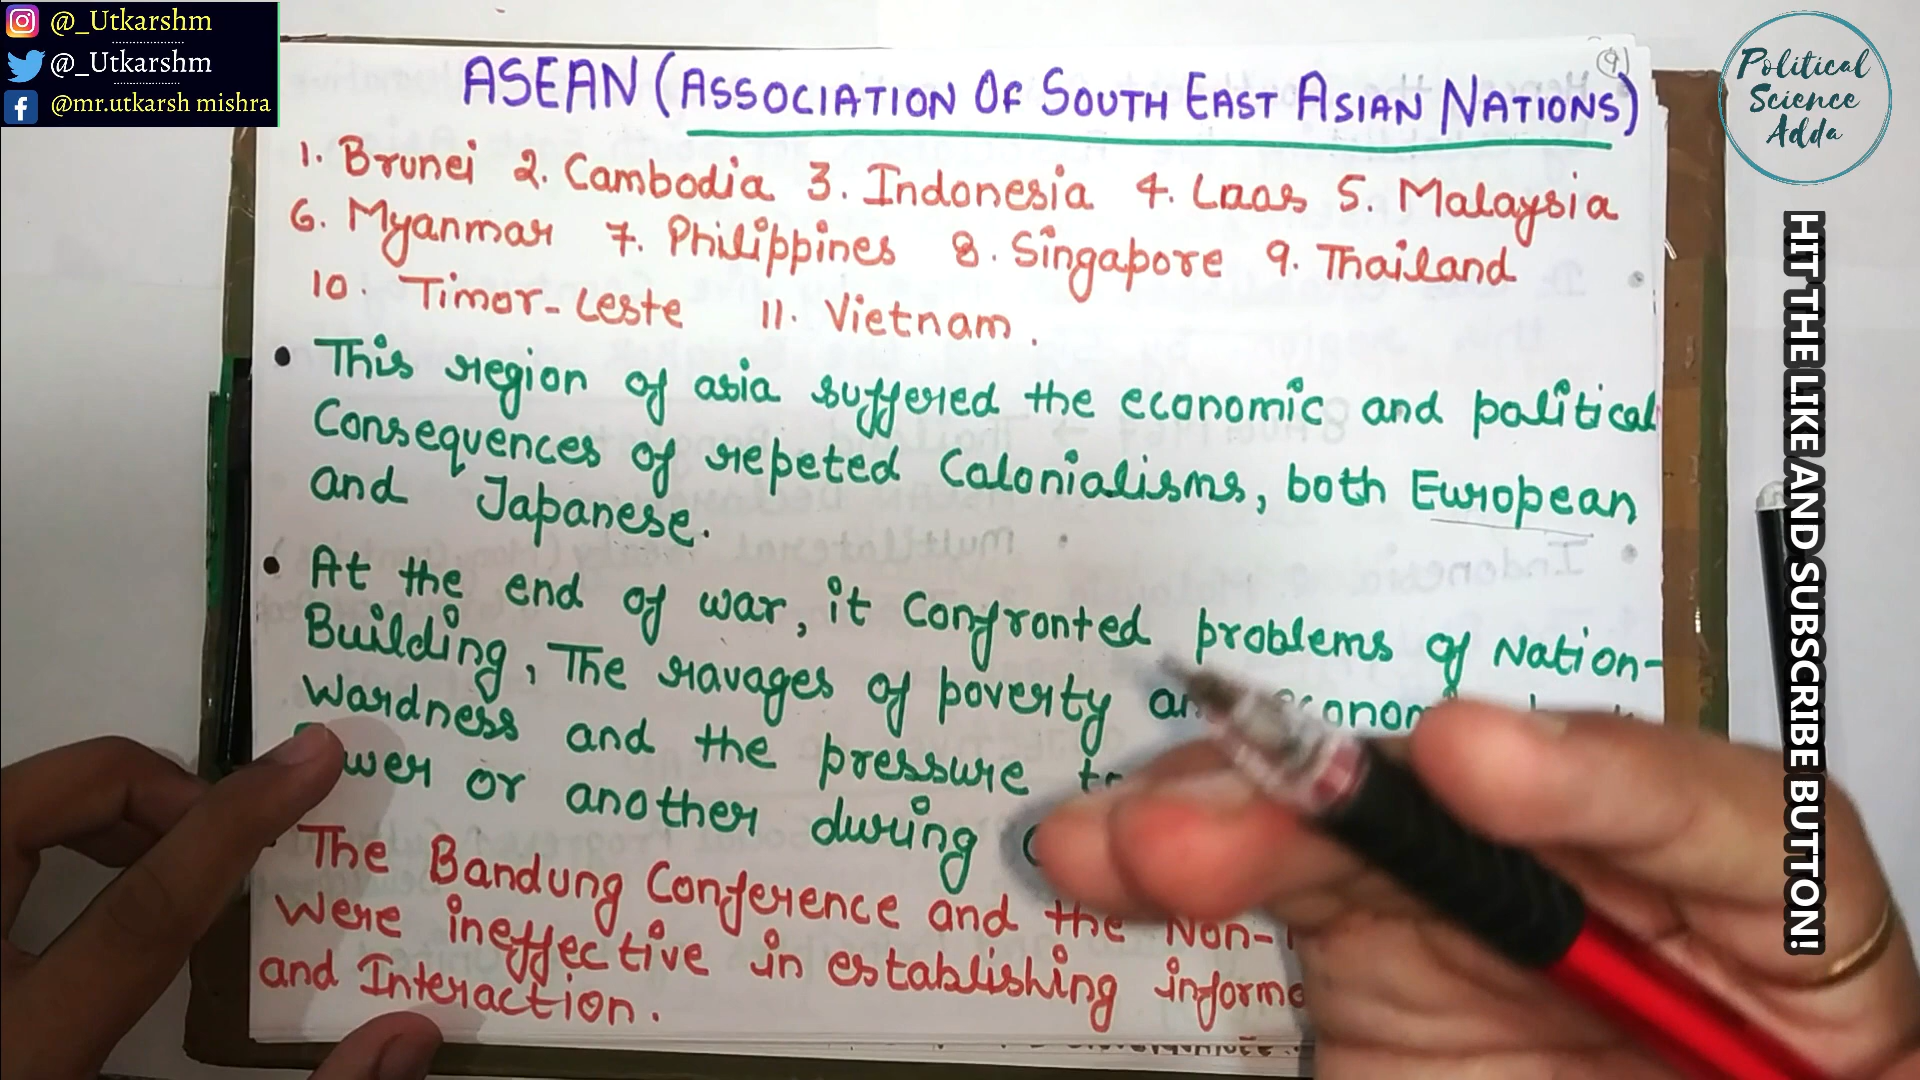 @_Utkarshm
@_Utkarshm
@mr.utkarsh mishra
Political
Science
Adda
HIT THE LIKE AND SUBSCRIBE BUTTON!
9
ASEAN (ASSOCIATION OF SOUTH EAST ASIAN NATIONS)
1. Brunei 2. Cambodia 3. Indonesia 4. Laos 5. Malaysia
6. Myanmar 7. Philippines 8. Singapore 9. Thailand
10. Timor-Leste 11. Vietnam.
• This region of asia suffered the economic and political
Consequences of repeted Colonialisms, both European
and Japanese.
• At the end of war, it Confronted problems of Nation-
Building, The ravages of poverty
wardness and the pressure
or another during
The Bandung Conference and the Non-
were ineffective in establishing
and Interaction.